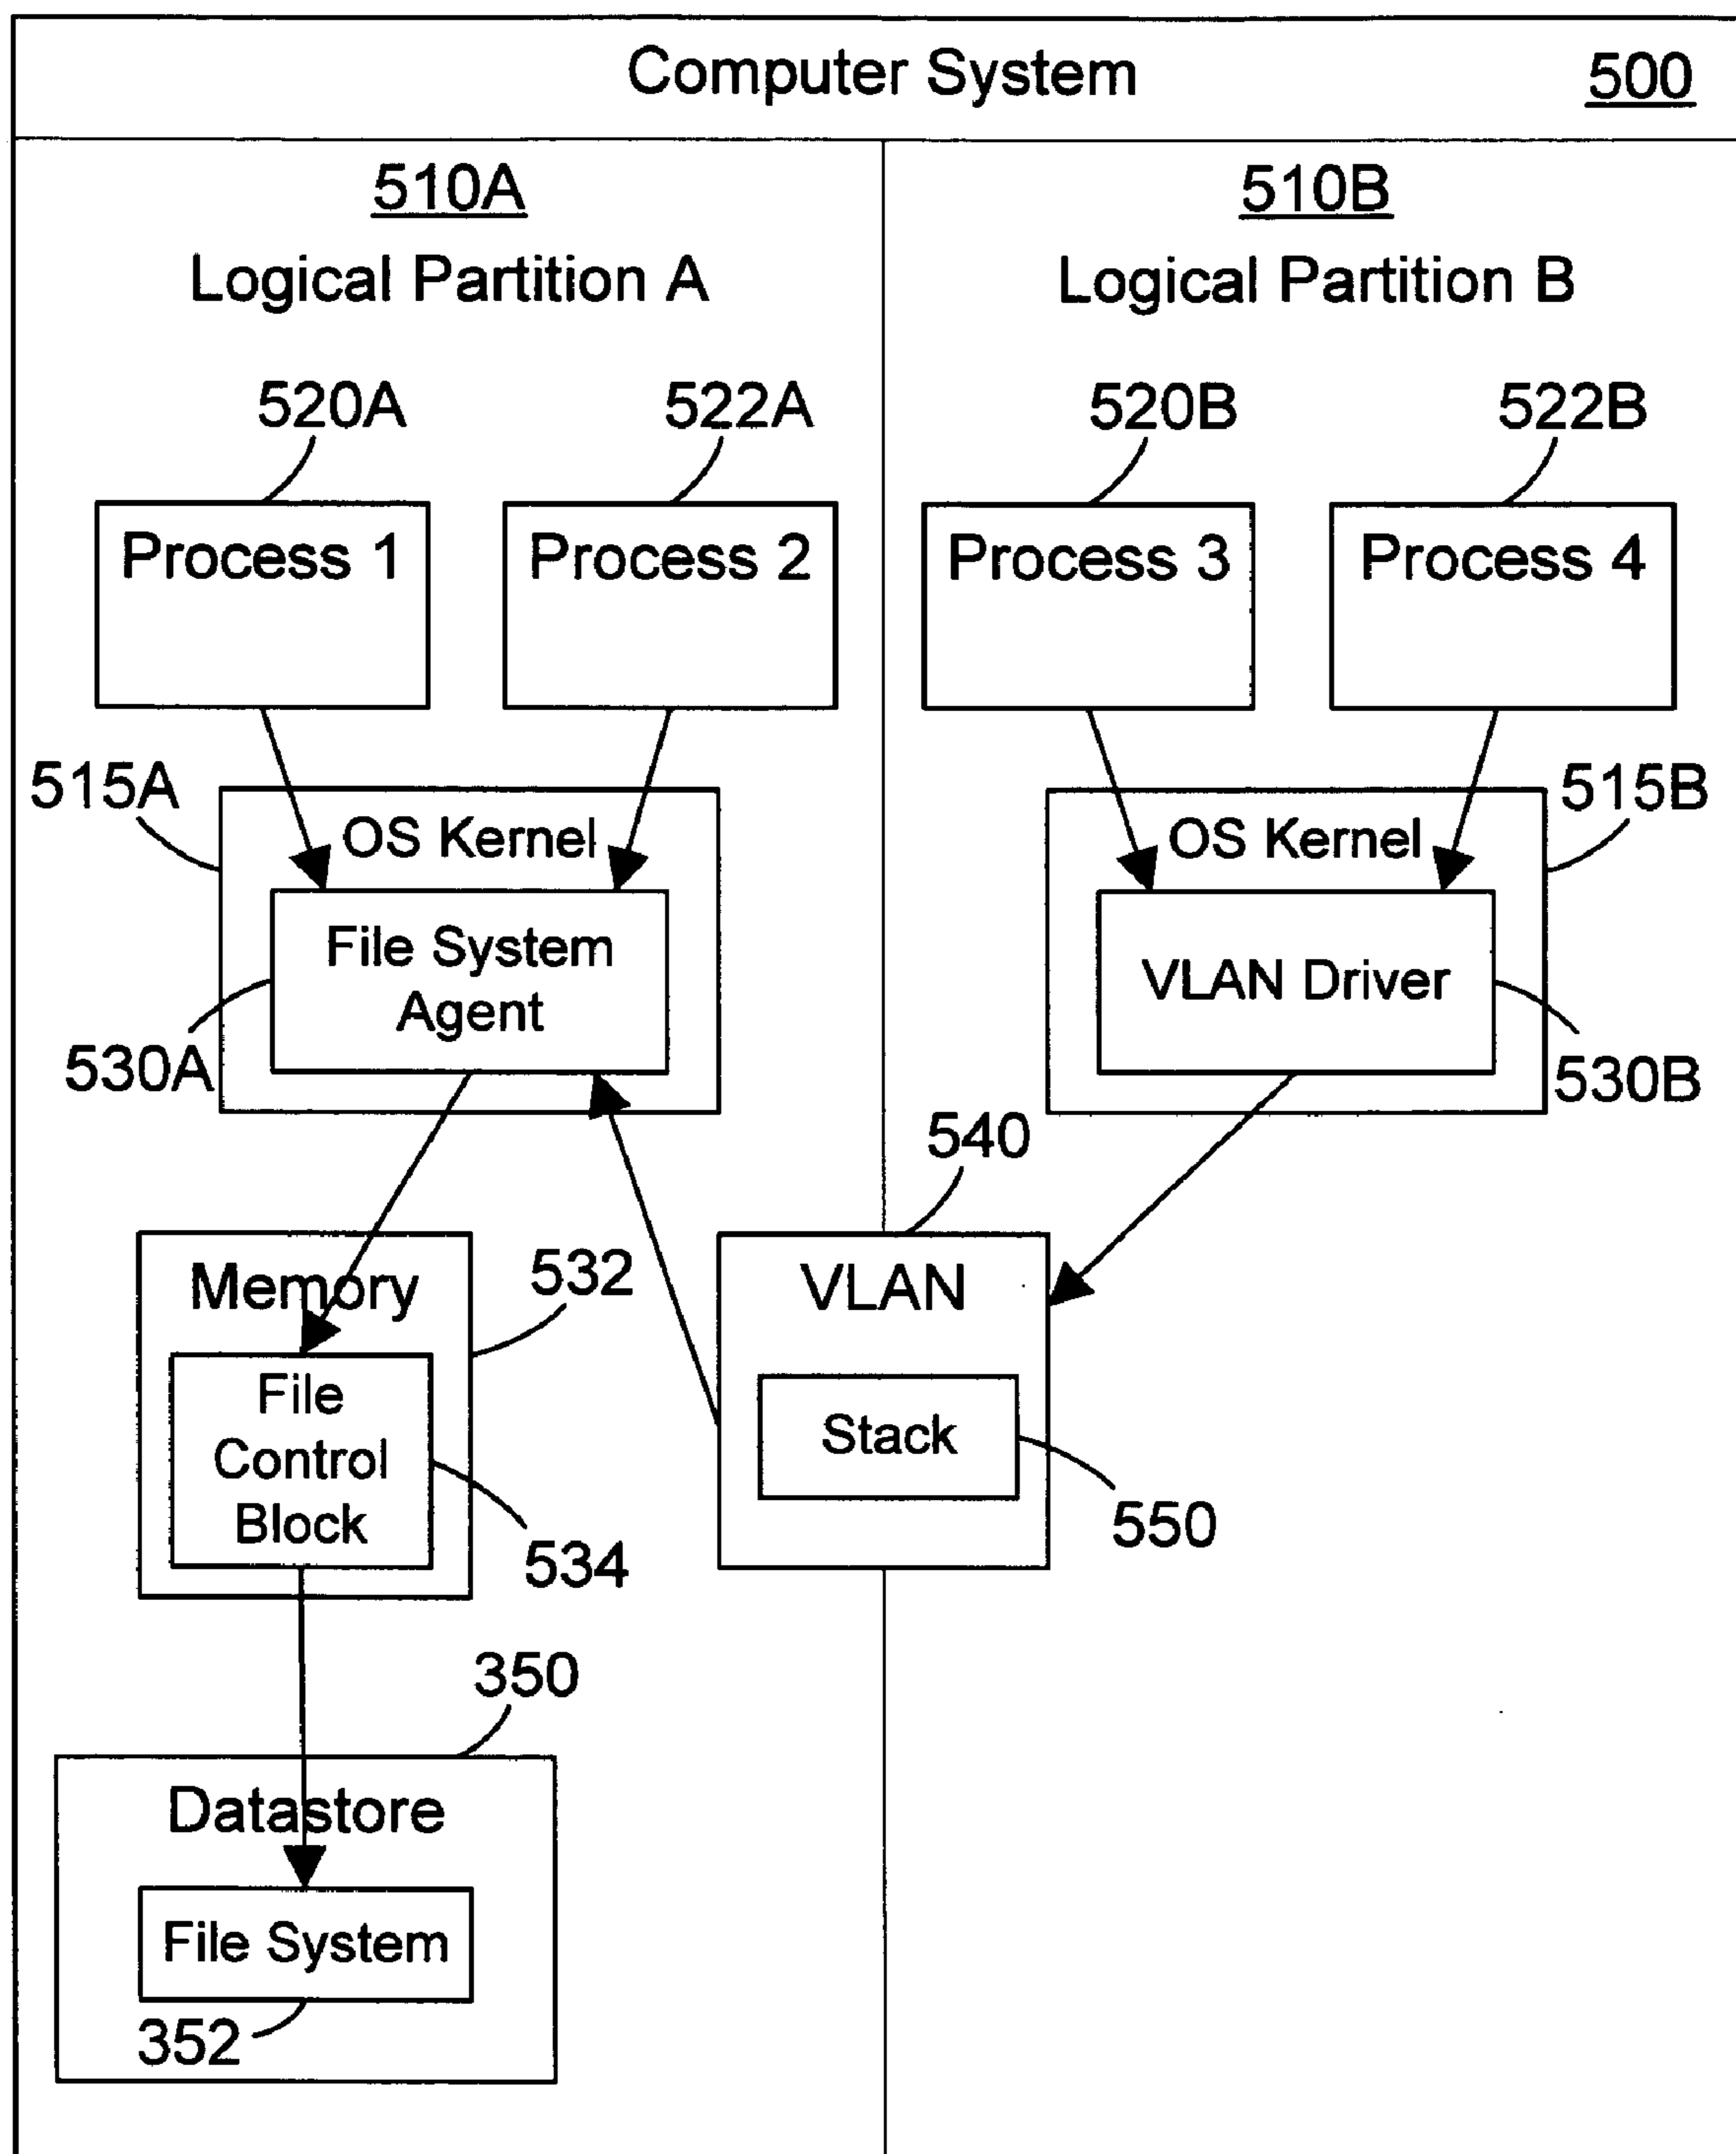 Computer System
500
510A
510B
Logical Partition A
Logical Partition B
520A
522A
520B
522B
Process 1
Process 2
Process 3
Process 4
515A
515B
OS Kernel
OS Kernel
File System
Agent
VLAN Driver
530A
530B
540
Memory
532
VLAN
File
Control
Block
Stack
534
550
350
Datastore
File System
352